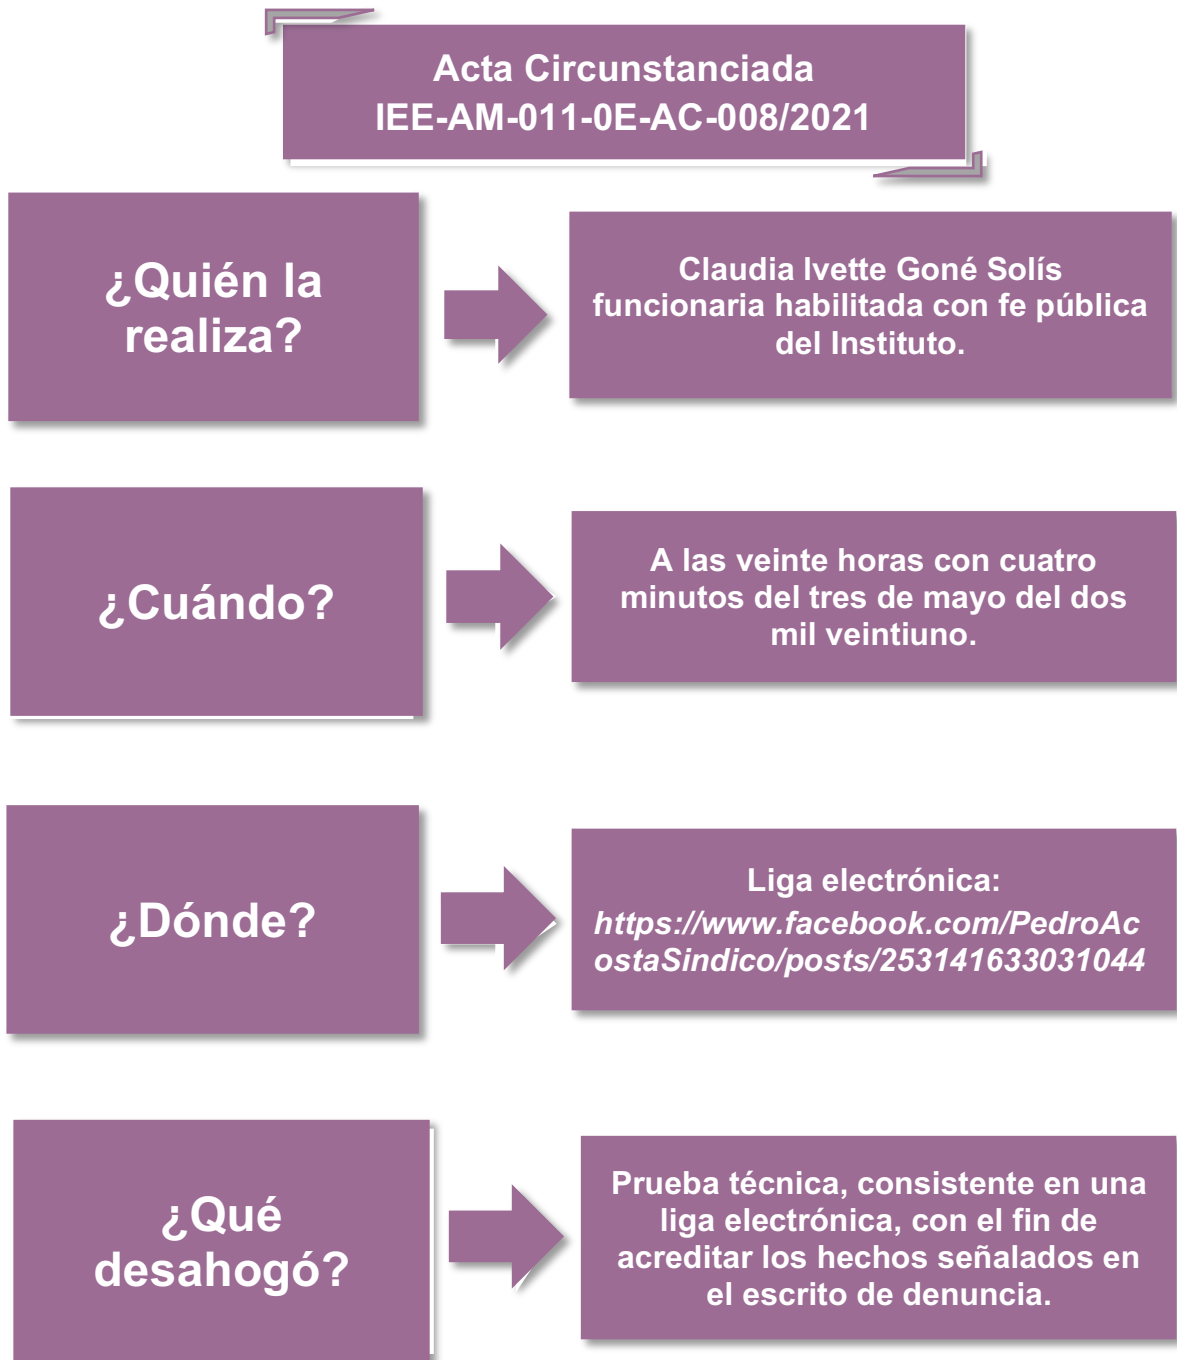 Acta Circunstanciada
IEE-AM-011-0E-AC-008/2021
¿Quién la
realiza?
Claudia Ivette Goné Solís
funcionaria habilitada con fe pública
del Instituto.
¿Cuándo?
A las veinte horas con cuatro
minutos del tres de mayo del dos
mil veintiuno.
¿Dónde?
Liga electrónica:
https://www.facebook.com/PedroAc
ostaSindico/posts/253141633031044
¿Qué
desahogó?
Prueba técnica, consistente en una
liga electrónica, con el fin de
acreditar los hechos señalados en
el escrito de denuncia.